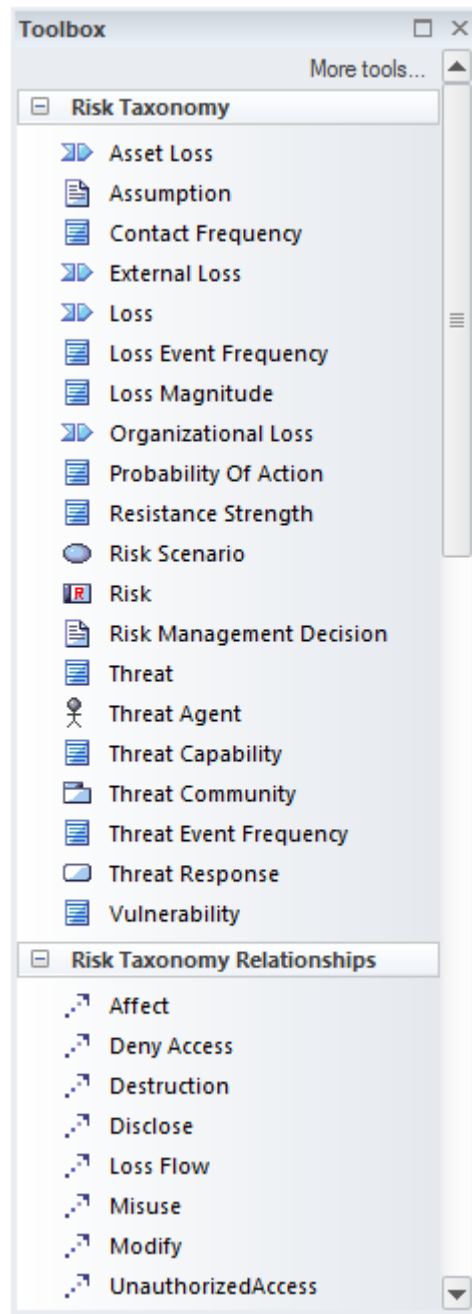 Toolbox
More tools...
Risk Taxonomy
Asset Loss
Assumption
Contact Frequency
External Loss
Loss
Loss Event Frequency
Loss Magnitude
Organizational Loss
Probability Of Action
Resistance Strength
Risk Scenario
R Risk
Risk Management Decision
Threat
Threat Agent
Threat Capability
Threat Community
Threat Event Frequency
Threat Response
Vulnerability
Risk Taxonomy Relationships
Affect
Deny Access
Destruction
Disclose
Loss Flow
Misuse
Modify
UnauthorizedAccess